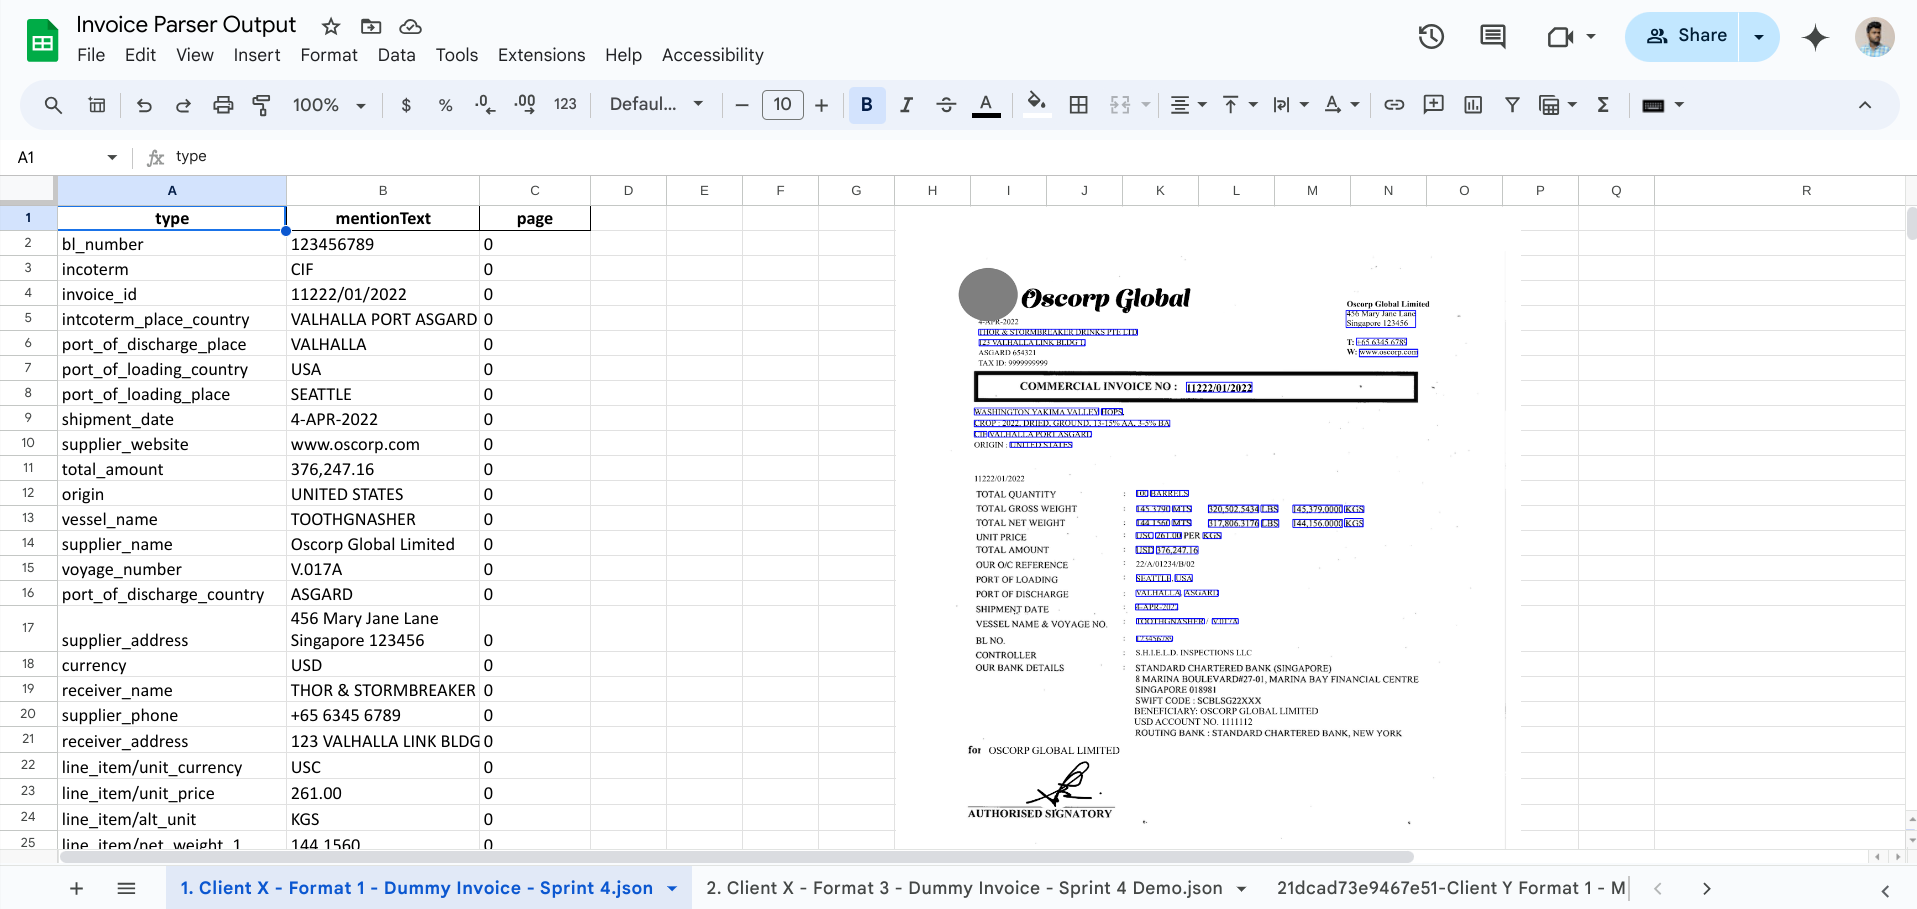 Invoice Parser Output
File Edit View Insert Format Data Tools Extensions Help Accessibility
Share
100% $ % .0 .00 123 Defaul... 10 B I A
A1 type
A B C D E F G H I J K L M N O P Q R
1 type mentionText page
2 bl_number 123456789 0
3 incoterm CIF 0
4 invoice_id 11222/01/2022 0
5 intcoterm_place_country VALHALLA PORT ASGARD 0
6 port_of_discharge_place VALHALLA 0
7 port_of_loading_country USA 0
8 port_of_loading_place SEATTLE 0
9 shipment_date 4-APR-2022 0
10 supplier_website www.oscorp.com 0
11 total_amount 376,247.16 0
12 origin UNITED STATES 0
13 vessel_name TOOTHGNASHER 0
14 supplier_name Oscorp Global Limited 0
15 voyage_number V.017A 0
16 port_of_discharge_country ASGARD 0
17 supplier_address 456 Mary Jane Lane
Singapore 123456 0
18 currency USD 0
19 receiver_name THOR & STORMBREAKER 0
20 supplier_phone +65 6345 6789 0
21 receiver_address 123 VALHALLA LINK BLDG 0
22 line_item/unit_currency USC 0
23 line_item/unit_price 261.00 0
24 line_item/alt_unit KGS 0
25 line_item/net_weight_1 144.1560 0
Oscorp Global
Oscorp Global Limited
456 Mary Jane Lane
Singapore 123456
T: +65 6345 6789
W: www.oscorp.com
4-APR-2022
THOR & STORMBREAKER DRINKS PTE LTD
123 VALHALLA LINK BLDG 1,
ASGARD 654321
TAX ID: 9999999999
COMMERCIAL INVOICE NO : 11222/01/2022
WASHINGTON YAKIMA VALLEY HOPS,
CROP : 2022, DRIED, GROUND, 13-15% AA, 3-5% BA
CIF VALHALLA PORT ASGARD
ORIGIN : UNITED STATES
11222/01/2022
TOTAL QUANTITY : 100 BARRELS
TOTAL GROSS WEIGHT : 145.3790 MTS 320,502.5434 LBS 145,379.0000 KGS
TOTAL NET WEIGHT : 144.1560 MTS 317,806.3176 LBS 144,156.0000 KGS
UNIT PRICE : USC 261.00 PER KGS
TOTAL AMOUNT : USD 376,247.16
OUR O/C REFERENCE : 22/A/01234/B/02
PORT OF LOADING : SEATTLE, USA
PORT OF DISCHARGE : VALHALLA, ASGARD
SHIPMENT DATE : 4-APR-2022
VESSEL NAME & VOYAGE NO. : TOOTHGNASHER / V.017A
BL NO. : 123456789
CONTROLLER : S.H.I.E.L.D. INSPECTIONS LLC
OUR BANK DETAILS : STANDARD CHARTERED BANK (SINGAPORE)
8 MARINA BOULEVARD#27-01, MARINA BAY FINANCIAL CENTRE
SINGAPORE 018981
SWIFT CODE : SCBLSG22XXX
BENEFICIARY: OSCORP GLOBAL LIMITED
USD ACCOUNT NO. 1111112
ROUTING BANK : STANDARD CHARTERED BANK, NEW YORK
for OSCORP GLOBAL LIMITED
AUTHORISED SIGNATORY
1. Client X - Format 1 - Dummy Invoice - Sprint 4.json 2. Client X - Format 3 - Dummy Invoice - Sprint 4 Demo.json 21dcad73e9467e51-Client Y Format 1 - M